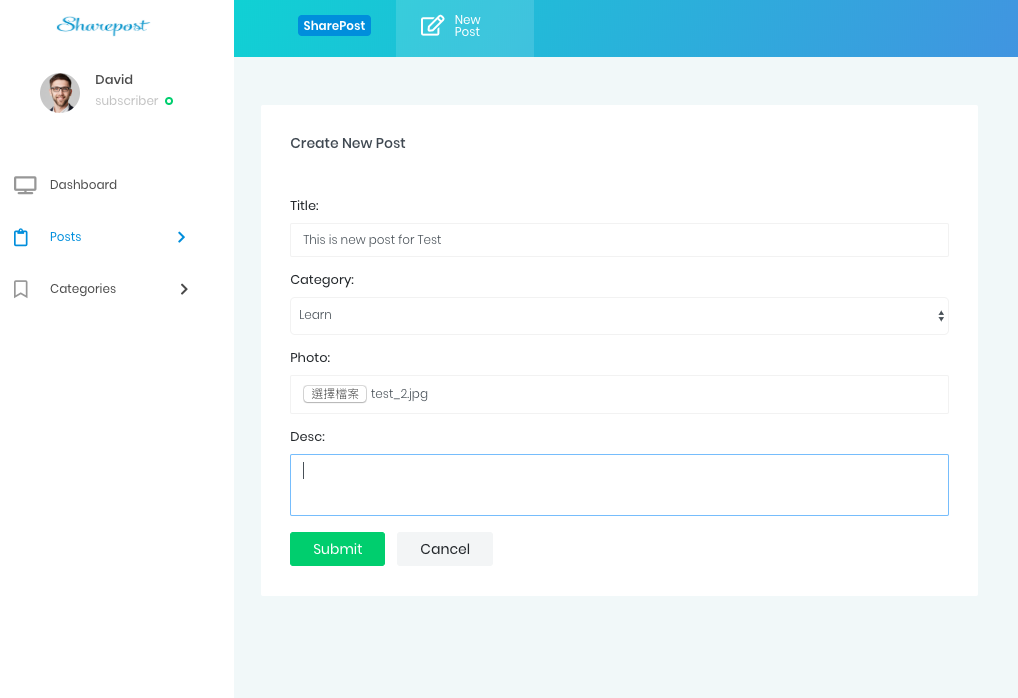 Sharepost
SharePost
New
Post
David
subscriber
Dashboard
Posts
Categories
Create New Post
Title:
This is new post for Test
Category:
Learn
Photo:
選擇檔案 test_2.jpg
Desc:
Submit
Cancel